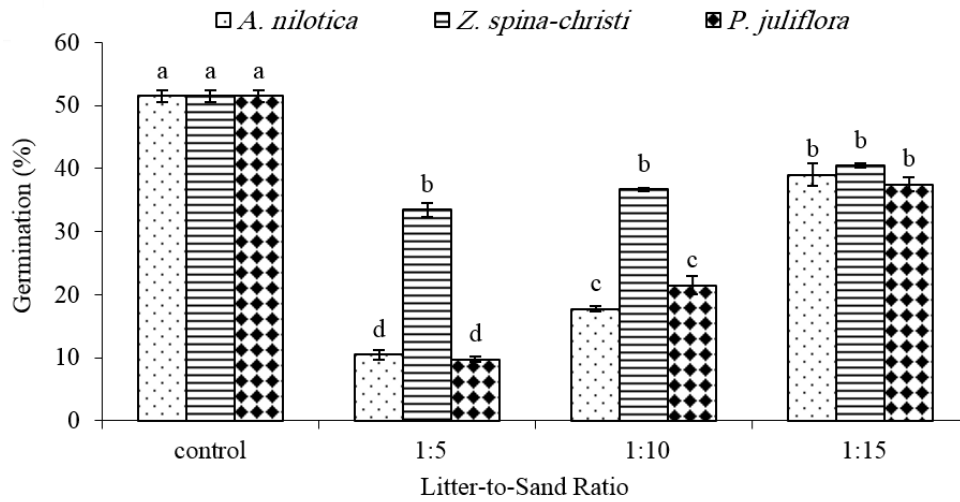 A. nilotica Z. spina-christi P. juliflora
60
50
40
30
20
10
0
Germination (%)
a a a
d b d
c b c
b b b
control 1:5 1:10 1:15
Litter-to-Sand Ratio